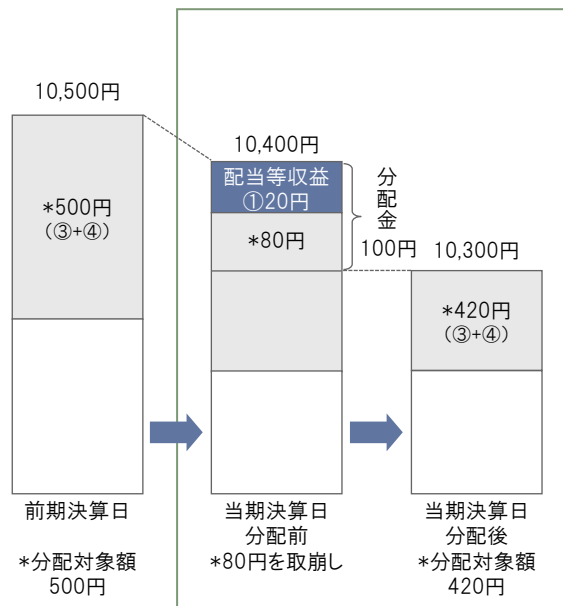 10,500円
*500円
(③+④)
前期決算日
*分配対象額
500円
10,400円
配当等収益
①20円
*80円
分配金
100円
当期決算日
分配前
*80円を取崩し
10,300円
*420円
(③+④)
当期決算日
分配後
*分配対象額
420円